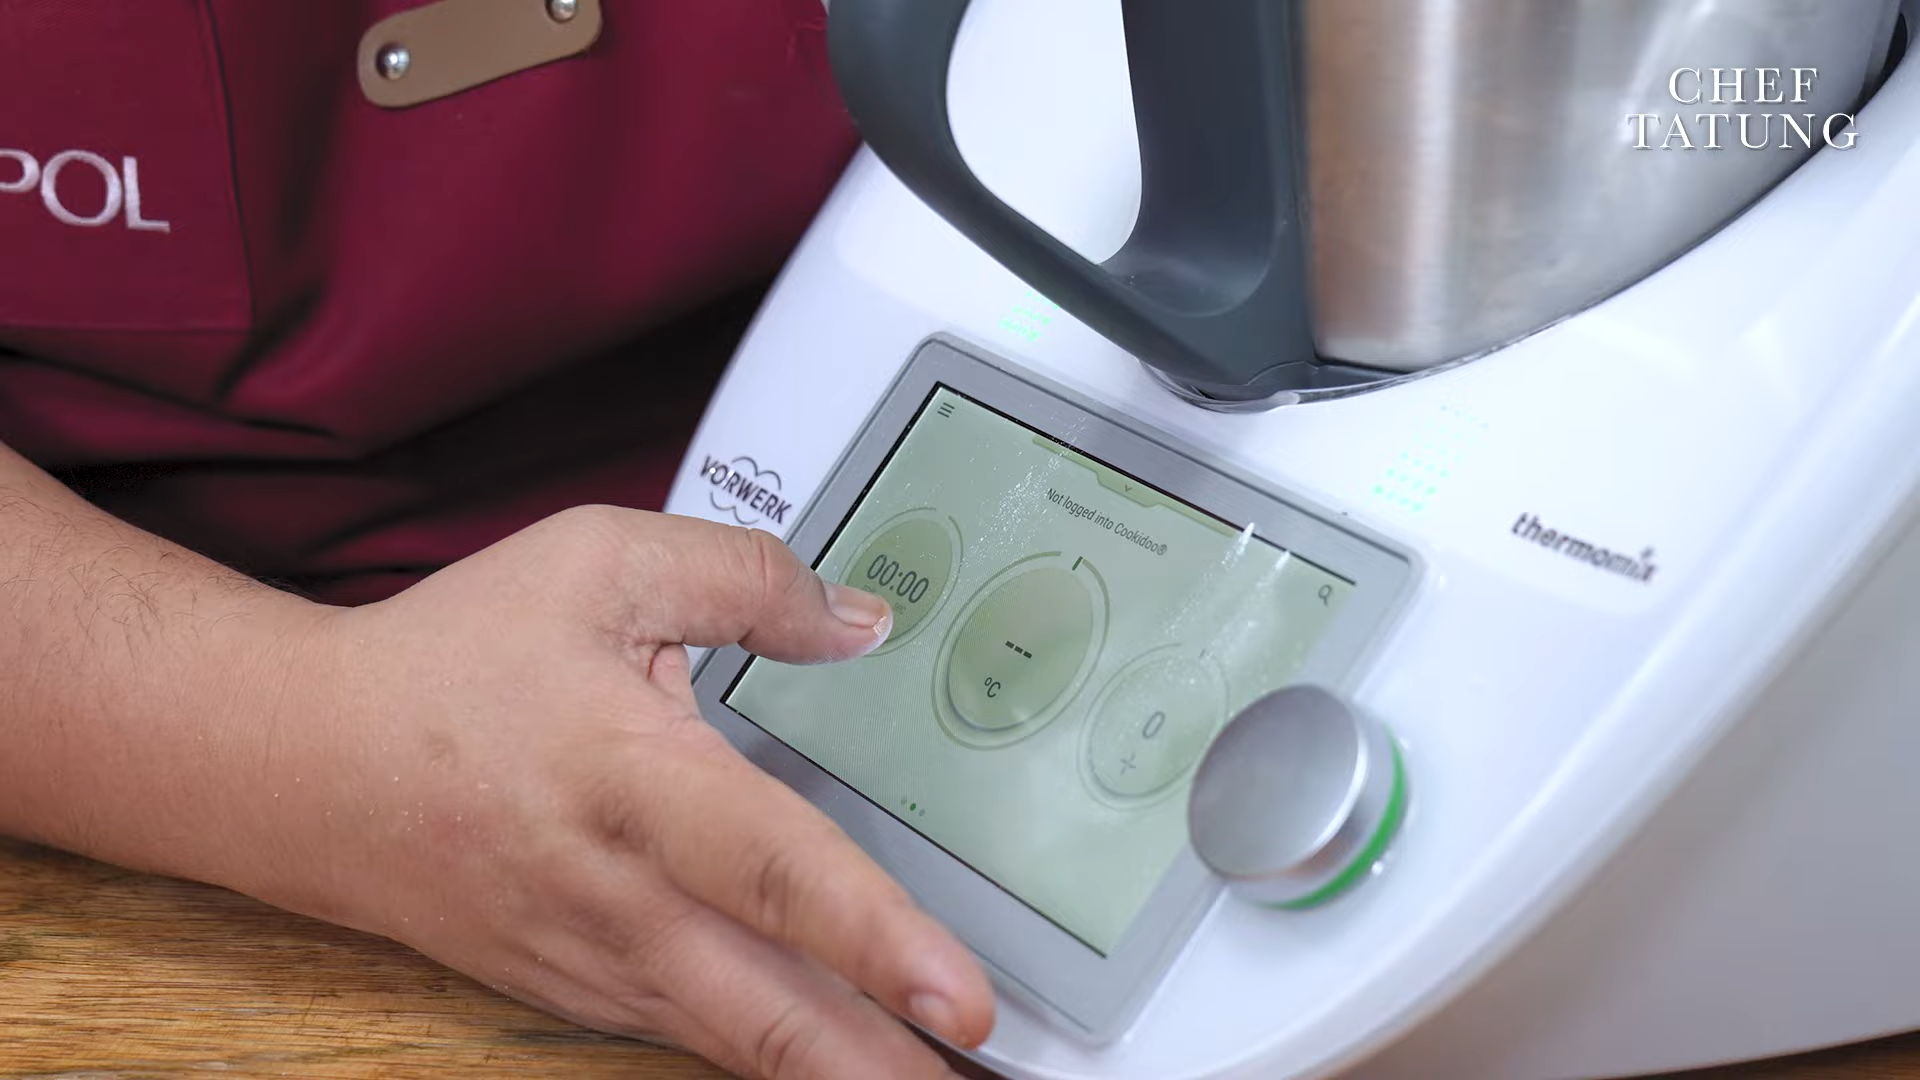 CHEF
TATUNG
POL
VORWERK
thermomix
Not logged into Cookidoo®
00:00
---
°C
0